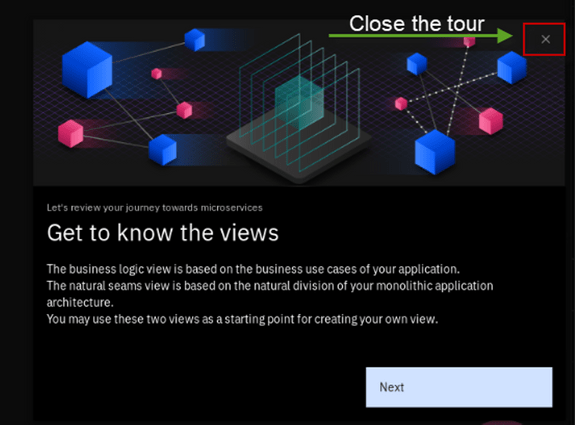 Close the tour
Let's review your journey towards microservices
Get to know the views
The business logic view is based on the business use cases of your application.
The natural seams view is based on the natural division of your monolithic application
architecture.
You may use these two views as a starting point for creating your own view.
Next